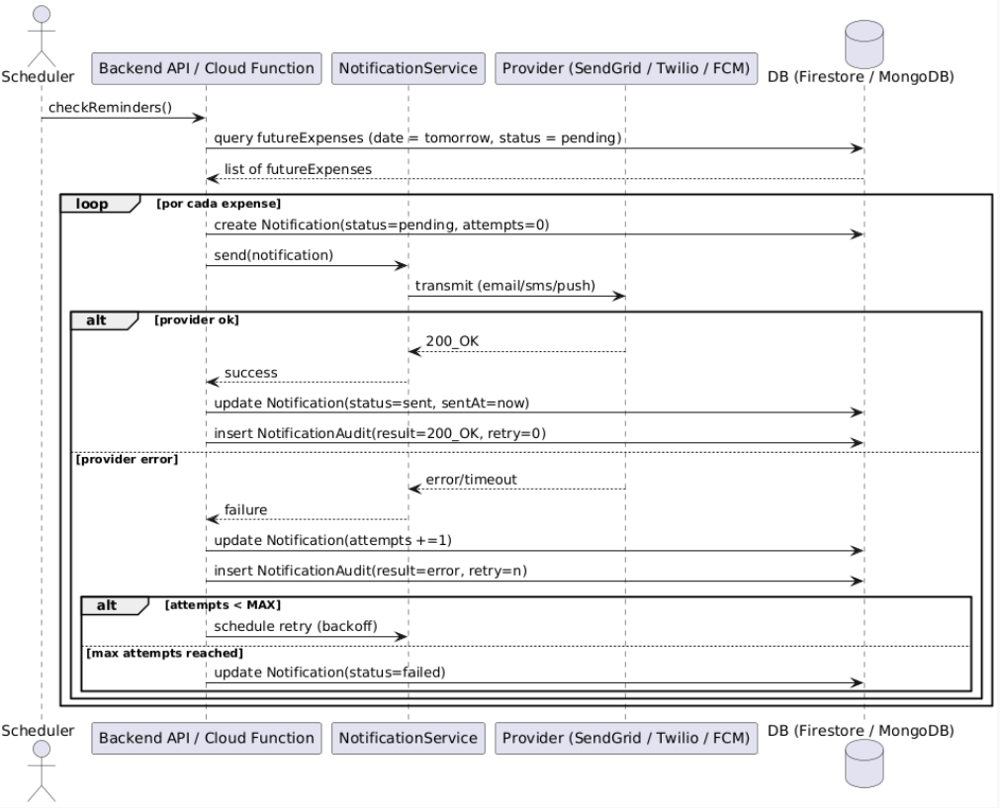 Scheduler
Backend API / Cloud Function
NotificationService
Provider (SendGrid / Twilio / FCM)
DB (Firestore / MongoDB)
checkReminders()
query futureExpenses (date = tomorrow, status = pending)
list of futureExpenses
loop [por cada expense]
create Notification(status=pending, attempts=0)
send(notification)
transmit (email/sms/push)
alt [provider ok]
200_OK
success
update Notification(status=sent, sentAt=now)
insert NotificationAudit(result=200_OK, retry=0)
[provider error]
error/timeout
failure
update Notification(attempts +=1)
insert NotificationAudit(result=error, retry=n)
alt [attempts < MAX]
schedule retry (backoff)
[max attempts reached]
update Notification(status=failed)
Scheduler
Backend API / Cloud Function
NotificationService
Provider (SendGrid / Twilio / FCM)
DB (Firestore / MongoDB)